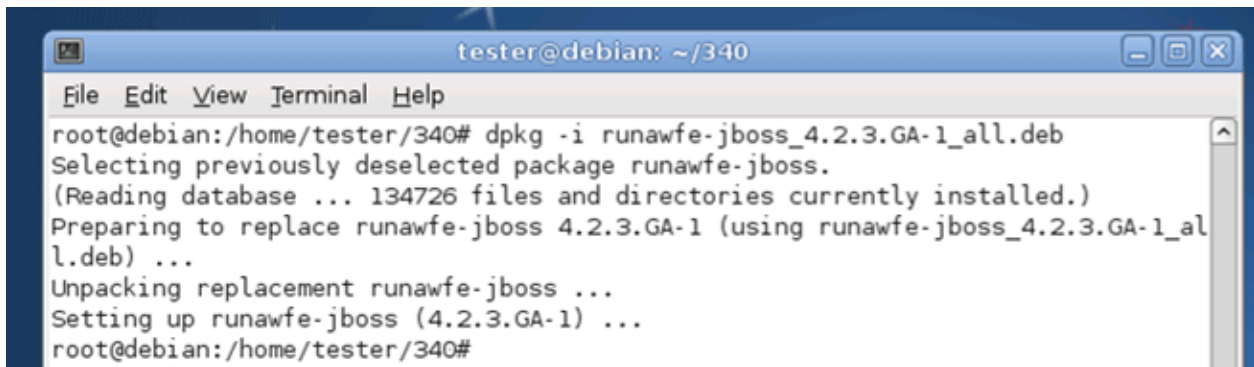 tester@debian: ~/340
File Edit View Terminal Help
root@debian:/home/tester/340# dpkg -i runawfe-jboss_4.2.3.GA-1_all.deb
Selecting previously deselected package runawfe-jboss.
(Reading database ... 134726 files and directories currently installed.)
Preparing to replace runawfe-jboss 4.2.3.GA-1 (using runawfe-jboss_4.2.3.GA-1_al
l.deb) ...
Unpacking replacement runawfe-jboss ...
Setting up runawfe-jboss (4.2.3.GA-1) ...
root@debian:/home/tester/340#